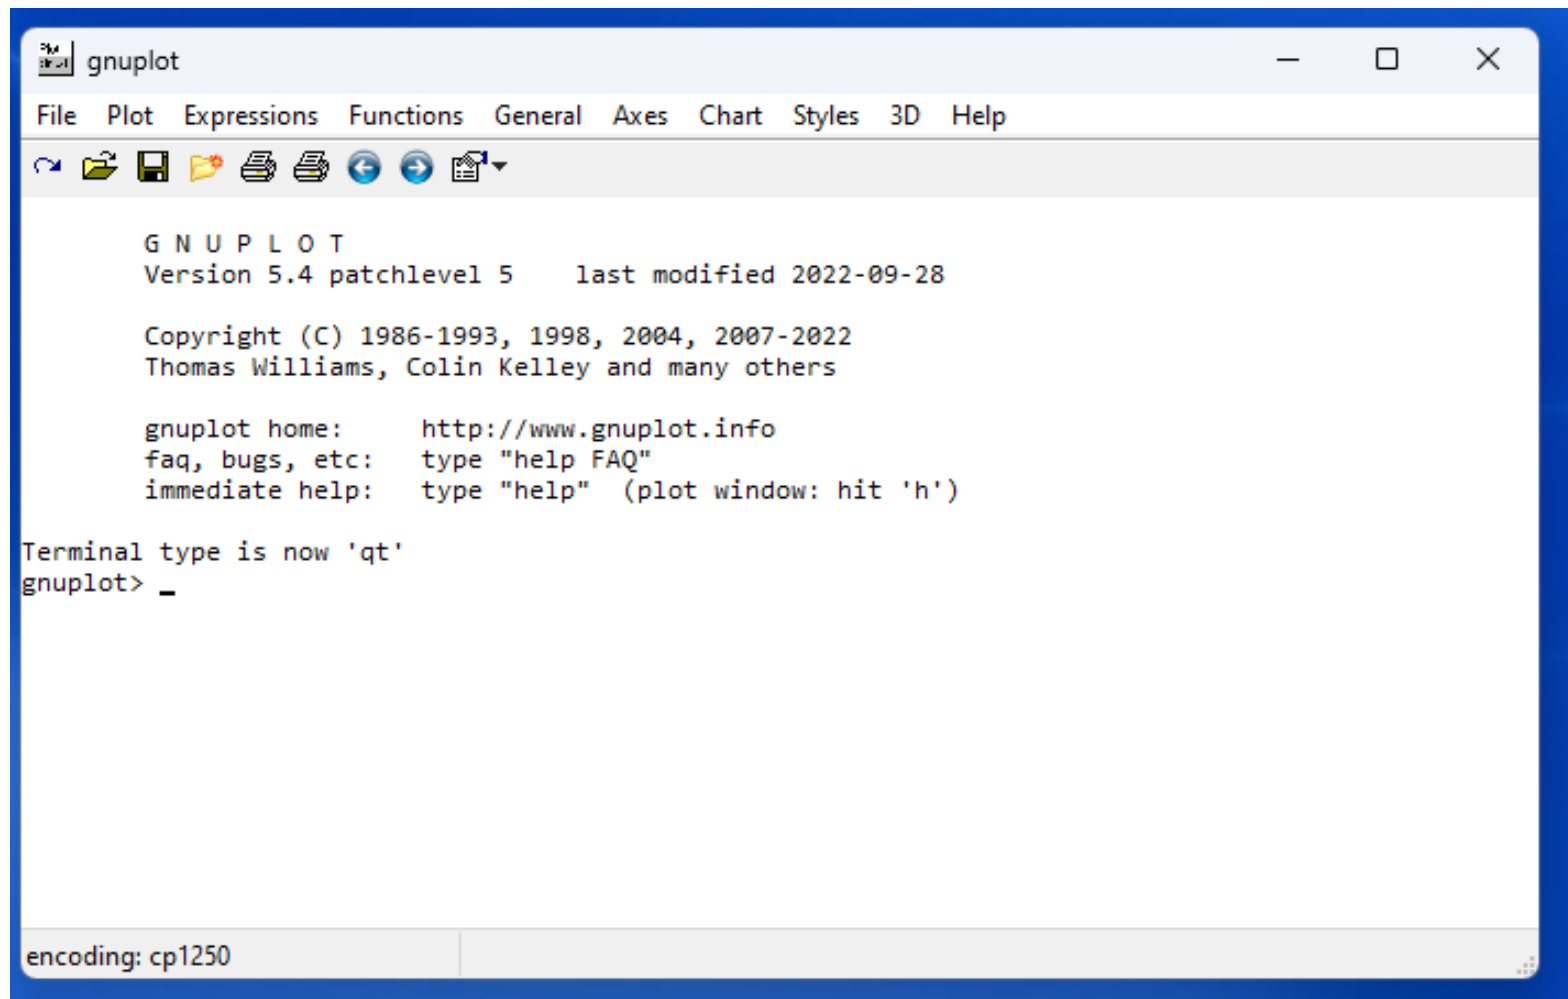 gnuplot
File Plot Expressions Functions General Axes Chart Styles 3D Help
G N U P L O T
Version 5.4 patchlevel 5    last modified 2022-09-28
Copyright (C) 1986-1993, 1998, 2004, 2007-2022
Thomas Williams, Colin Kelley and many others
gnuplot home:     http://www.gnuplot.info
faq, bugs, etc:   type "help FAQ"
immediate help:   type "help"  (plot window: hit 'h')
Terminal type is now 'qt'
gnuplot> _
encoding: cp1250